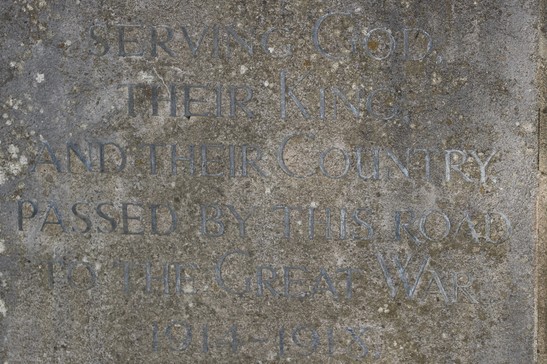 SERVING GOD,
THEIR KING,
AND THEIR COUNTRY,
PASSED BY THIS ROAD
TO THE GREAT WAR
1914-1918